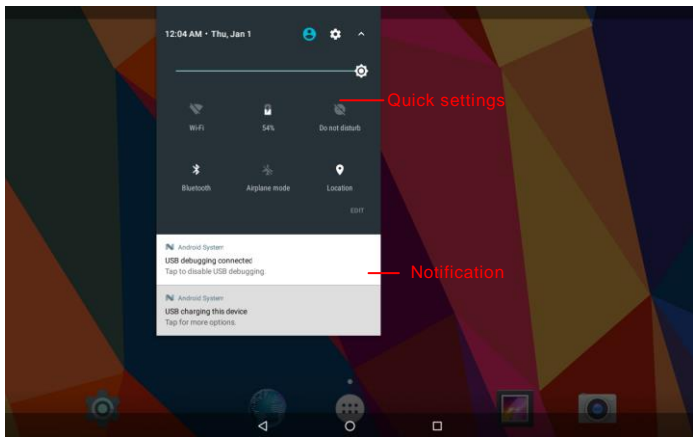 12:04 AM • Thu, Jan 1
Quick settings
Wi-Fi 54% Do not disturb
Bluetooth Airplane mode Location
EDIT
Android System
USB debugging connected
Tap to disable USB debugging.
Notification
Android System
USB charging this device
Tap for more options.